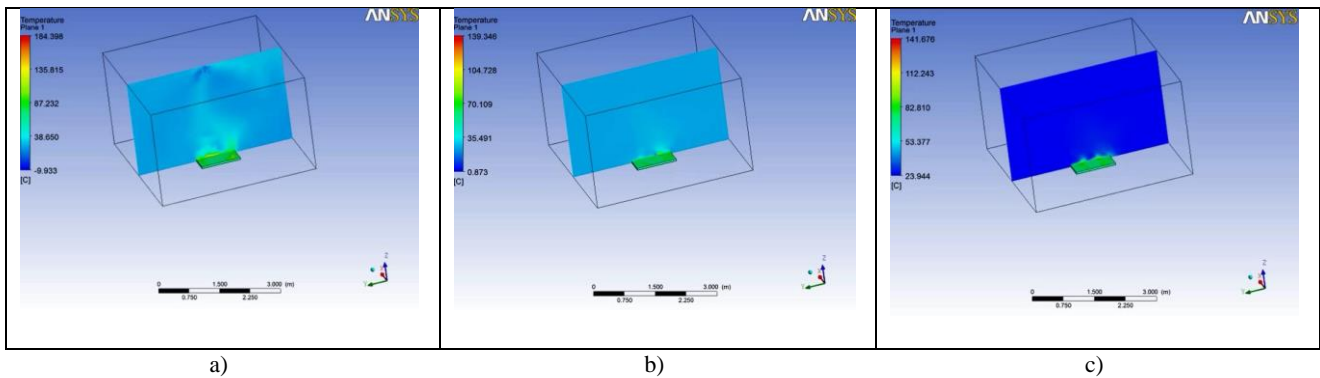 ANSYS
Temperature
Plane 1
184.398
135.815
87.232
38.650
-9.933
[C]
Z
Y
0 1.500 3.000 (m)
0.750 2.250
ANSYS
Temperature
Plane 1
139.346
104.728
70.109
35.491
0.873
[C]
Z
Y
0 1.500 3.000 (m)
0.750 2.250
ANSYS
Temperature
Plane 1
141.676
112.243
82.810
53.377
23.944
[C]
Z
Y
0 1.500 3.000 (m)
0.750 2.250
a) b) c)